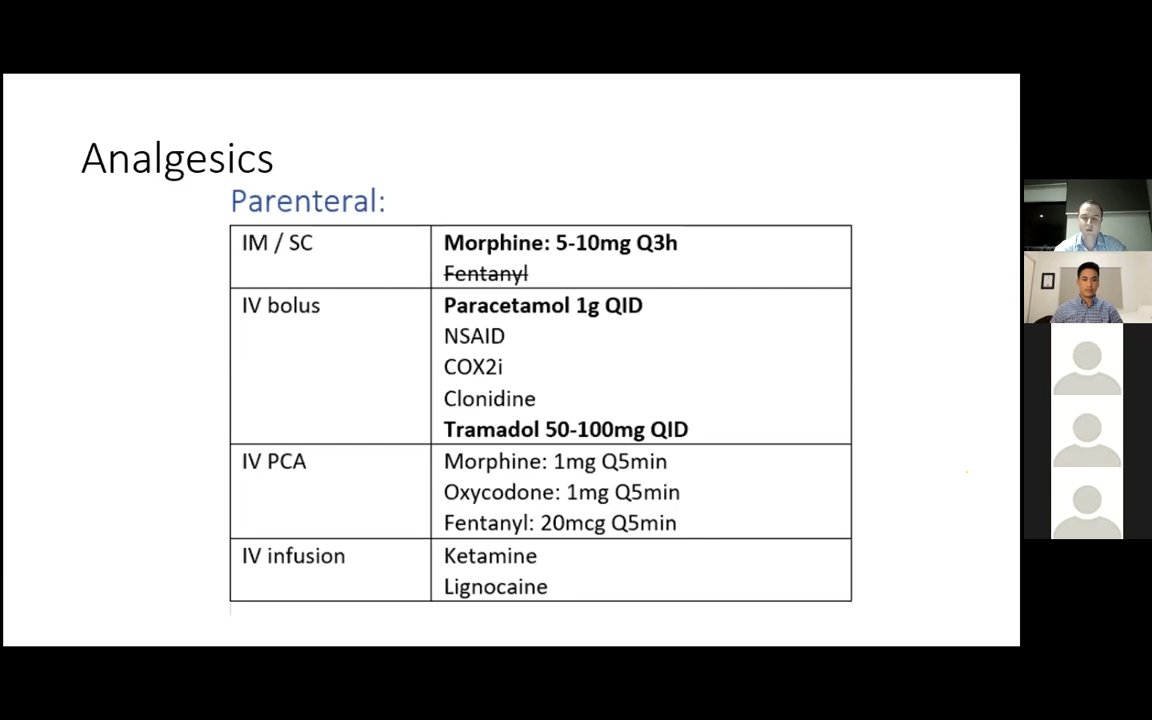 Analgesics
Parenteral:
IM / SC
Morphine: 5-10mg Q3h
Fentanyl
IV bolus
Paracetamol 1g QID
NSAID
COX2i
Clonidine
Tramadol 50-100mg QID
IV PCA
Morphine: 1mg Q5min
Oxycodone: 1mg Q5min
Fentanyl: 20mcg Q5min
IV infusion
Ketamine
Lignocaine